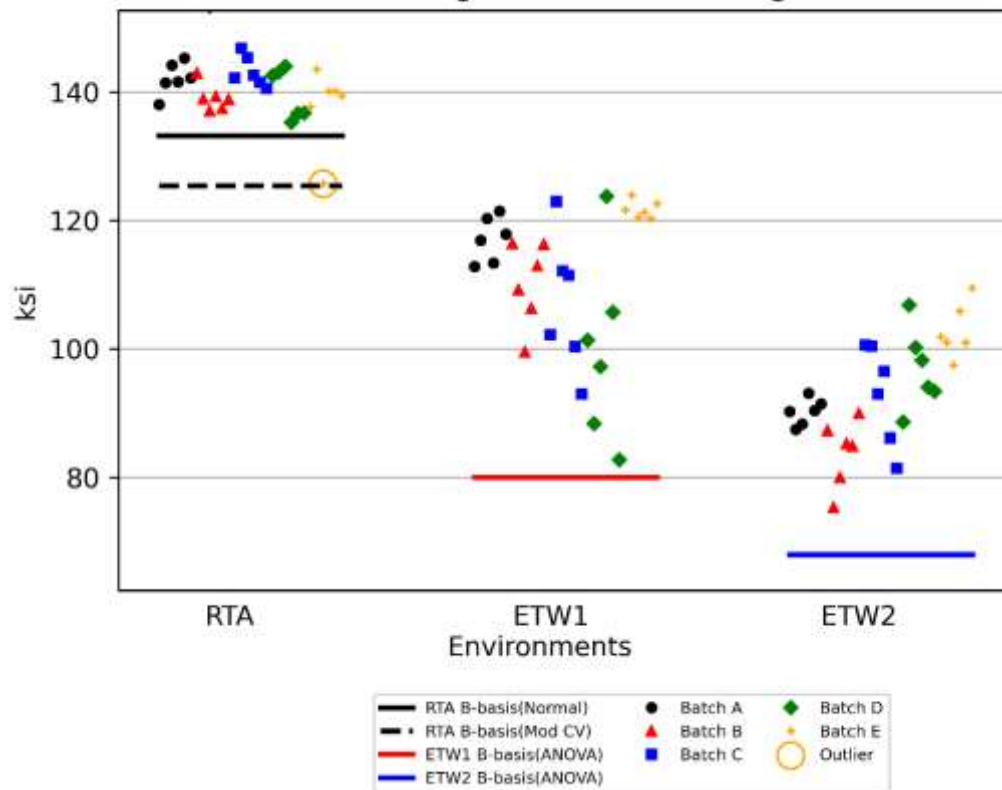 140
120
100
80
ksi
RTA ETW1 ETW2
Environments
RTA B-basis(Normal) Batch A Batch D
RTA B-basis(Mod CV) Batch B Batch E
ETW1 B-basis(ANOVA) Batch C Outlier
ETW2 B-basis(ANOVA)